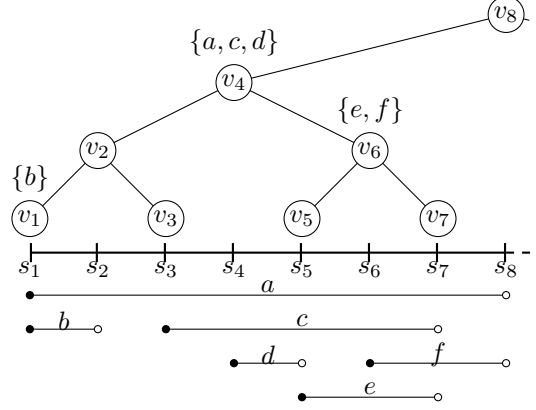 v8
{a, c, d}
v4
{e, f}
v2 v6
{b}
v1 v3 v5 v7
s1 s2 s3 s4 s5 s6 s7 s8
a
b c
d f
e